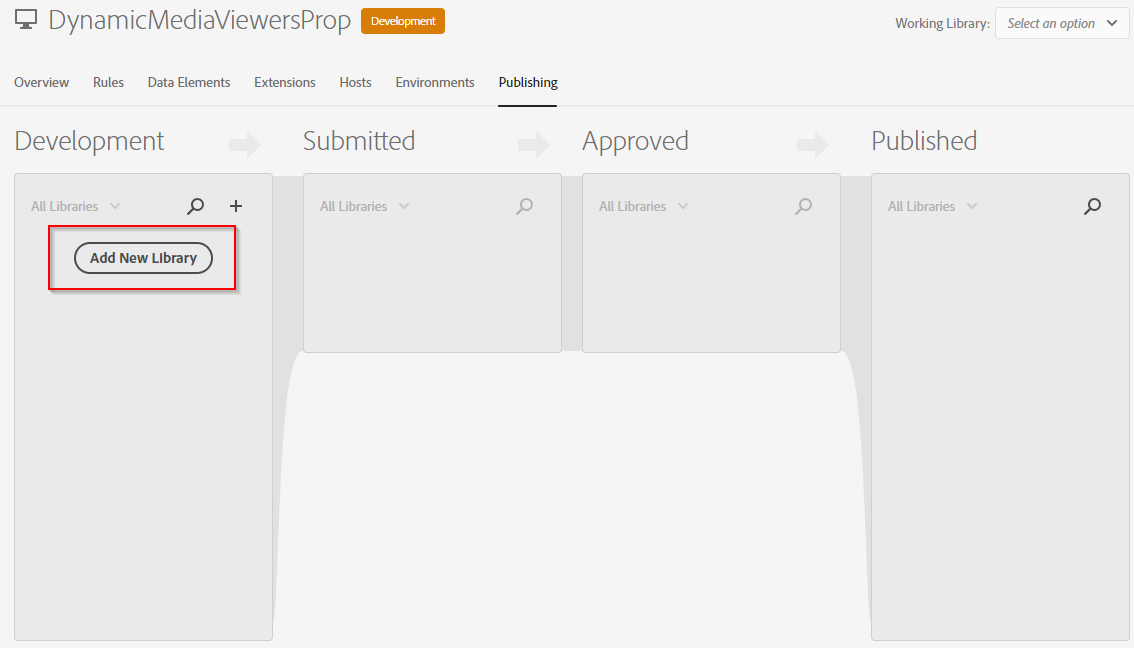 DynamicMediaViewersProp Development Working Library: Select an option
Overview Rules Data Elements Extensions Hosts Environments Publishing
Development Submitted Approved Published
All Libraries All Libraries All Libraries All Libraries
Add New Library